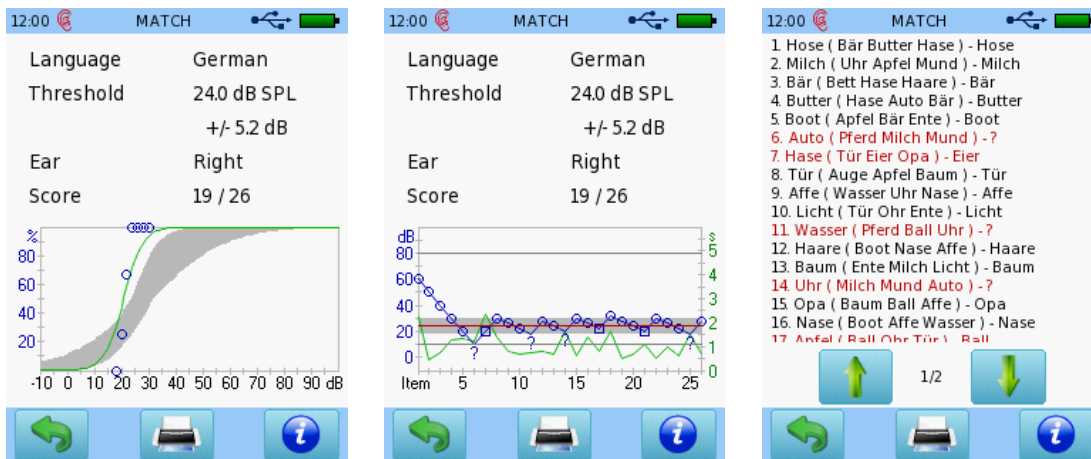 12:00 MATCH
Language German
Threshold 24.0 dB SPL
+/- 5.2 dB
Ear Right
Score 19 / 26
%
80
60
40
20
-10 0 10 20 30 40 50 60 70 80 90 dB
12:00 MATCH
Language German
Threshold 24.0 dB SPL
+/- 5.2 dB
Ear Right
Score 19 / 26
dB s
80 5
60 4
40 3
20 2
0 1
0
? ? ? ?
Item 5 10 15 20 25
12:00 MATCH
1. Hose ( Bär Butter Hase ) - Hose
2. Milch ( Uhr Apfel Mund ) - Milch
3. Bär ( Bett Hase Haare ) - Bär
4. Butter ( Hase Auto Bär ) - Butter
5. Boot ( Apfel Bär Ente ) - Boot
6. Auto ( Pferd Milch Mund ) - ?
7. Hase ( Tür Eier Opa ) - Eier
8. Tür ( Auge Apfel Baum ) - Tür
9. Affe ( Wasser Uhr Nase ) - Affe
10. Licht ( Tür Ohr Ente ) - Licht
11. Wasser ( Pferd Ball Uhr ) - ?
12. Haare ( Boot Nase Affe ) - Haare
13. Baum ( Ente Milch Licht ) - Baum
14. Uhr ( Milch Mund Auto ) - ?
15. Opa ( Baum Ball Affe ) - Opa
16. Nase ( Boot Affe Wasser ) - Nase
17. Apfel ( Ball Ohr Tür ) - Ball
1/2
i
i
i